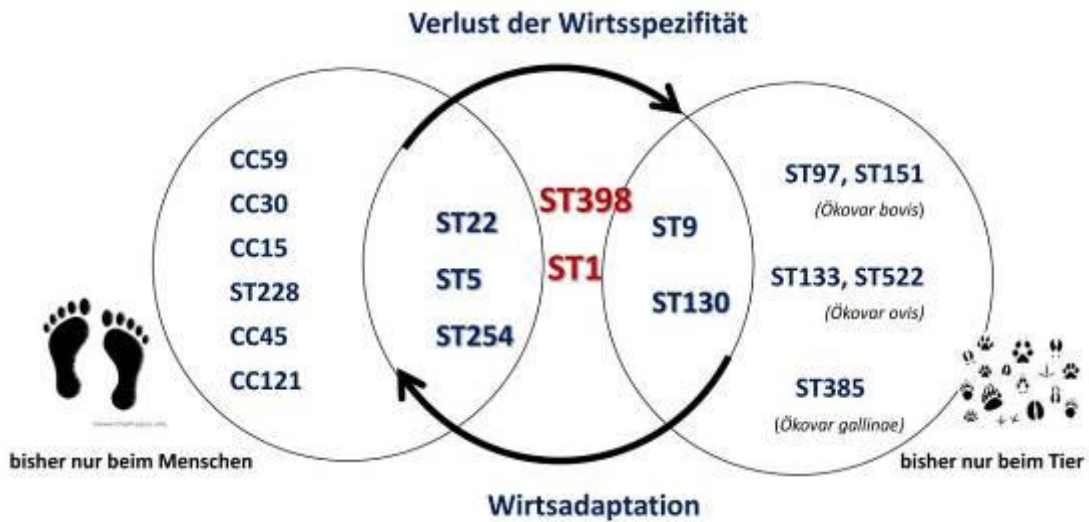 Verlust der Wirtsspezifität
CC59
CC30
CC15
ST228
CC45
CC121
bisher nur beim Menschen
ST22
ST5
ST254
ST398
ST1
ST9
ST130
ST97, ST151
(Ökovar bovis)
ST133, ST522
(Ökovar ovis)
ST385
(Ökovar gallinae)
bisher nur beim Tier
Wirtsadaptation